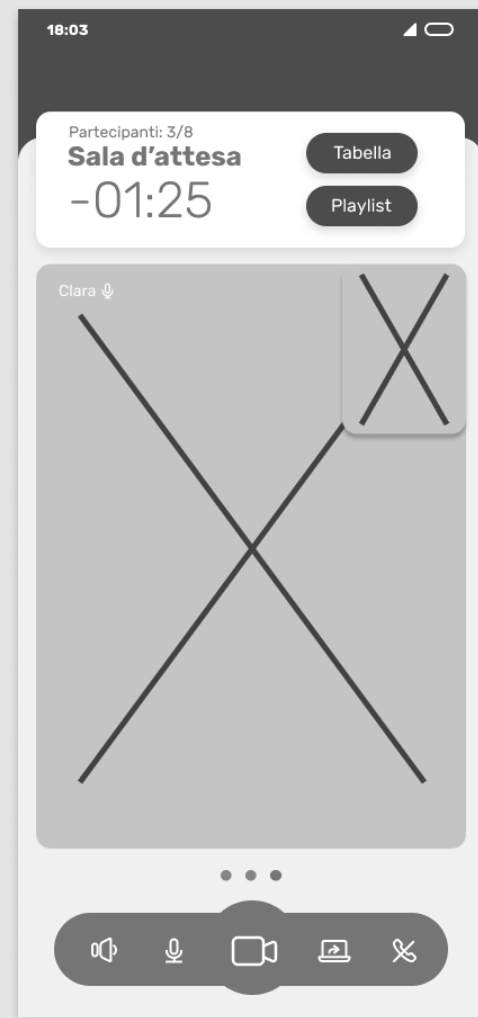 18:03
Partecipanti: 3/8
Sala d’attesa
-01:25
Tabella
Playlist
Clara